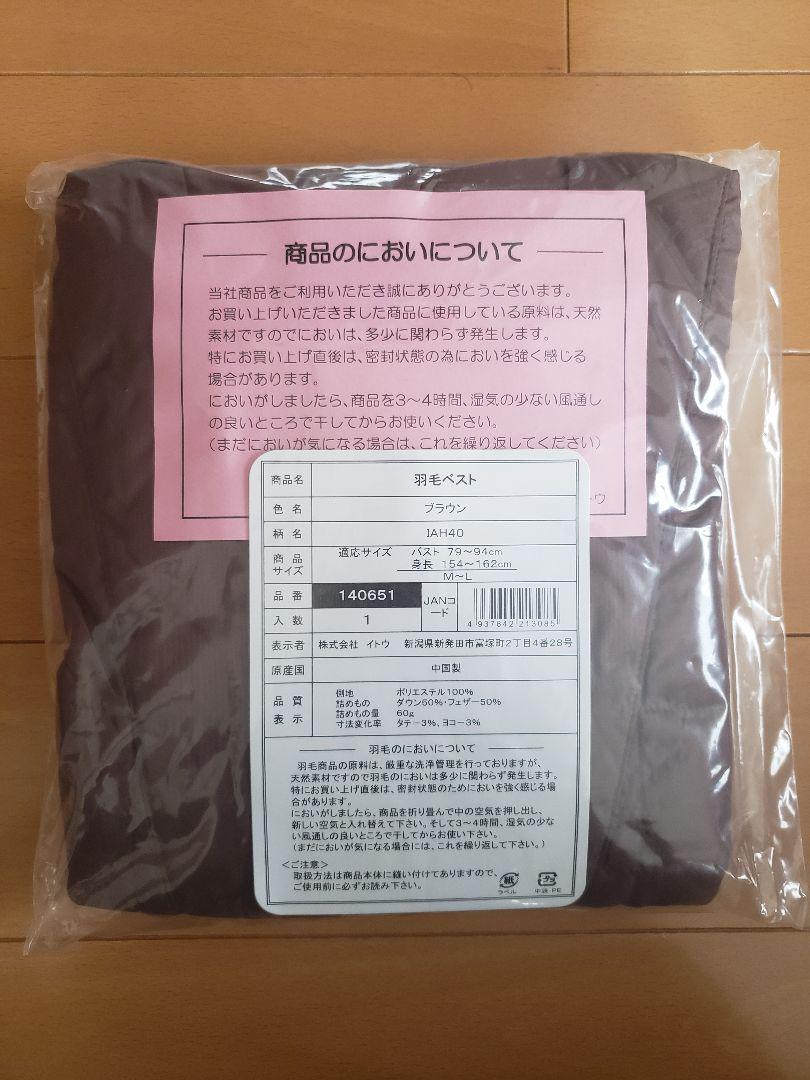 商品のにおいについて
当社商品をご利用いただき誠にありがとうございます。
お買い上げいただきました商品に使用している原料は、天然
素材ですのでにおいは、多少に関わらず発生します。
特にお買い上げ直後は、密封状態の為においを強く感じる
場合があります。
においがしましたら、商品を3〜4時間、湿気の少ない風通し
の良いところで干してからお使いください。
(まだにおいが気になる場合は、これを繰り返してください)
ウ
商品名 羽毛ベスト
色名 ブラウン
柄名 IAH40
商品サイズ 適応サイズ バスト 79〜94cm
身長 154〜162cm
M〜L
品番 140651 JANコード
4 937642 213085
入数 1
表示者 株式会社 イトウ 新潟県新発田市富塚町2丁目4番28号
原産国 中国製
品質表示 側地 ポリエステル100%
詰めもの ダウン50%・フェザー50%
詰めもの量 60g
寸法変化率 タテ−3%、ヨコ−3%
羽毛のにおいについて
羽毛商品の原料は、厳重な洗浄管理を行っておりますが、
天然素材ですので羽毛のにおいは多少に関わらず発生します。
特にお買い上げ直後は、密封状態のためにおいを強く感じる場
合があります。
においがしましたら、商品を折り畳んで中の空気を押し出し、
新しい空気と入れ替えて下さい。そして3〜4時間、湿気の少な
い風通しの良いところで干してからお使い下さい。
(まだにおいが気になる場合には、これを繰り返して下さい。)
<ご注意>
取扱方法は商品本体に縫い付けてありますので、
ご使用前に必ずお読み下さい。
紙 プラ
ラベル 中袋・PE